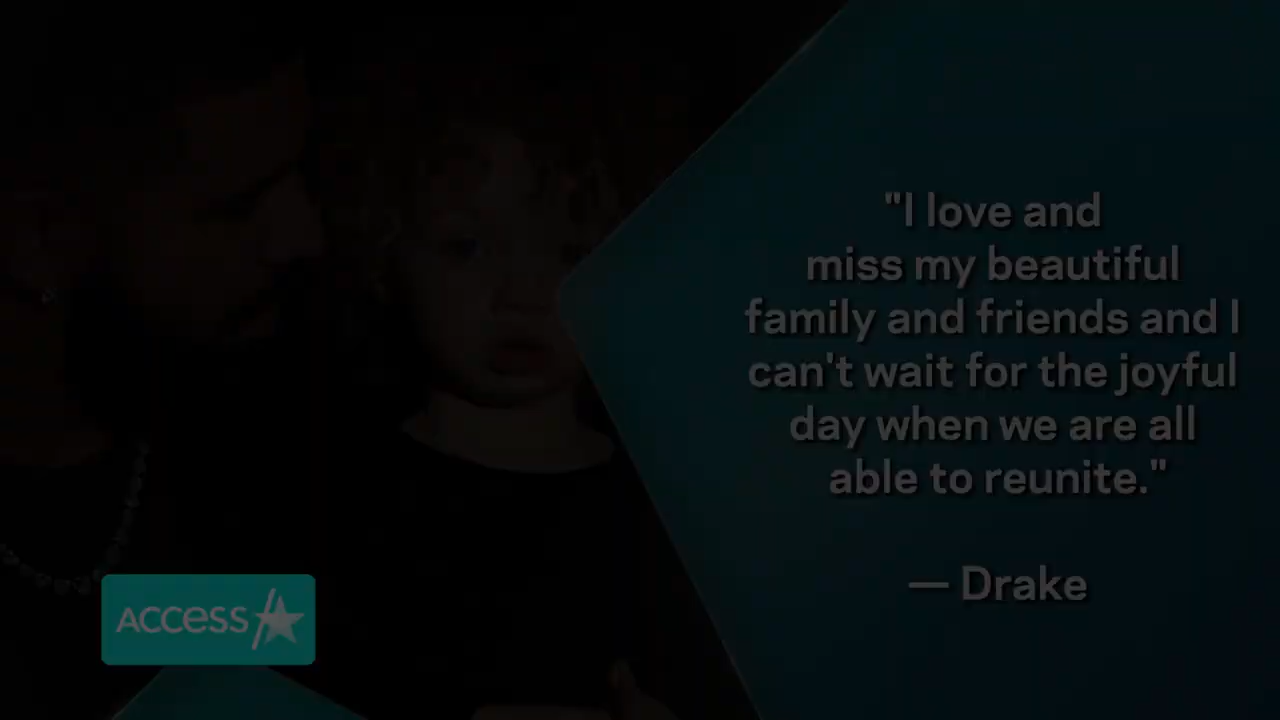 "I love and
miss my beautiful
family and friends and I
can't wait for the joyful
day when we are all
able to reunite."
— Drake
ACCESS